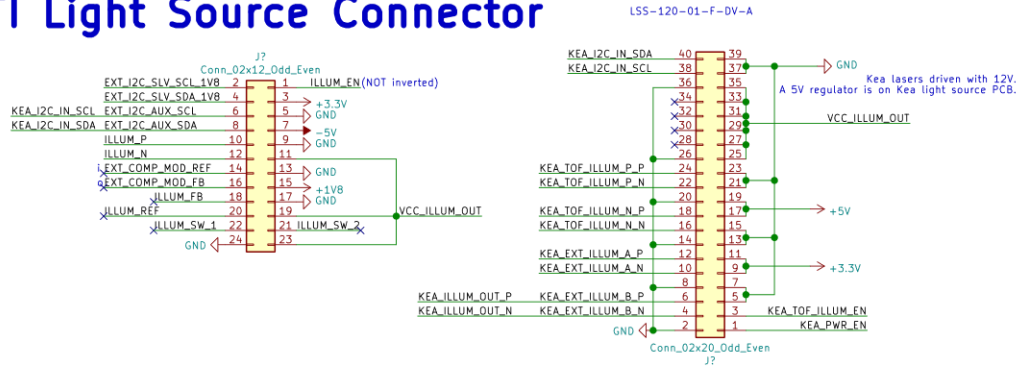 TI Light Source Connector
LSS-120-01-F-DV-A
J?
Conn_02x12_Odd_Even
EXT_I2C_SLV_SCL_1V8 2 1 ILLUM_EN (NOT inverted)
EXT_I2C_SLV_SDA_1V8 4 3 +3.3V
KEA_I2C_IN_SCL EXT_I2C_AUX_SCL 6 5 GND
KEA_I2C_IN_SDA EXT_I2C_AUX_SDA 8 7 -5V
ILLUM_P 10 9 GND
ILLUM_N 12 11
EXT_COMP_MOD_REF 14 13 GND
EXT_COMP_MOD_FB 16 15 +1V8
ILLUM_FB 18 17 GND
ILLUM_REF 20 19 VCC_ILLUM_OUT
ILLUM_SW_1 22 21 ILLUM_SW_2
GND 24 23
KEA_I2C_IN_SDA 40 39
KEA_I2C_IN_SCL 38 37 GND
Kea lasers driven with 12V.
A 5V regulator is on Kea light source PCB.
36 35
34 33
32 31
30 29 VCC_ILLUM_OUT
28 27
26 25
KEA_TOF_ILLUM_P_P 24 23
KEA_TOF_ILLUM_P_N 22 21
20 19
KEA_TOF_ILLUM_N_P 18 17 +5V
KEA_TOF_ILLUM_N_N 16 15
14 13
KEA_EXT_ILLUM_A_P 12 11
KEA_EXT_ILLUM_A_N 10 9 +3.3V
8 7
KEA_ILLUM_OUT_P KEA_EXT_ILLUM_B_P 6 5
KEA_ILLUM_OUT_N KEA_EXT_ILLUM_B_N 4 3 KEA_TOF_ILLUM_EN
GND 2 1 KEA_PWR_EN
Conn_02x20_Odd_Even
J?